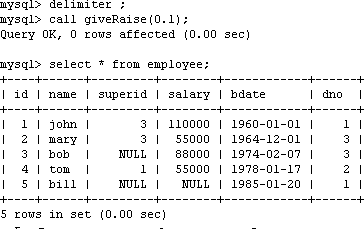 mysql> delimiter ;
mysql> call giveRaise(0.1);
Query OK, 0 rows affected (0.00 sec)
mysql> select * from employee;
+----+------+---------+--------+------------+-----+
| id | name | superid | salary | bdate      | dno |
+----+------+---------+--------+------------+-----+
|  1 | john |       3 | 110000 | 1960-01-01 |   1 |
|  2 | mary |       3 |  55000 | 1964-12-01 |   3 |
|  3 | bob  |    NULL |  88000 | 1974-02-07 |   3 |
|  4 | tom  |       1 |  55000 | 1978-01-17 |   2 |
|  5 | bill |    NULL |   NULL | 1985-01-20 |   1 |
+----+------+---------+--------+------------+-----+
5 rows in set (0.00 sec)